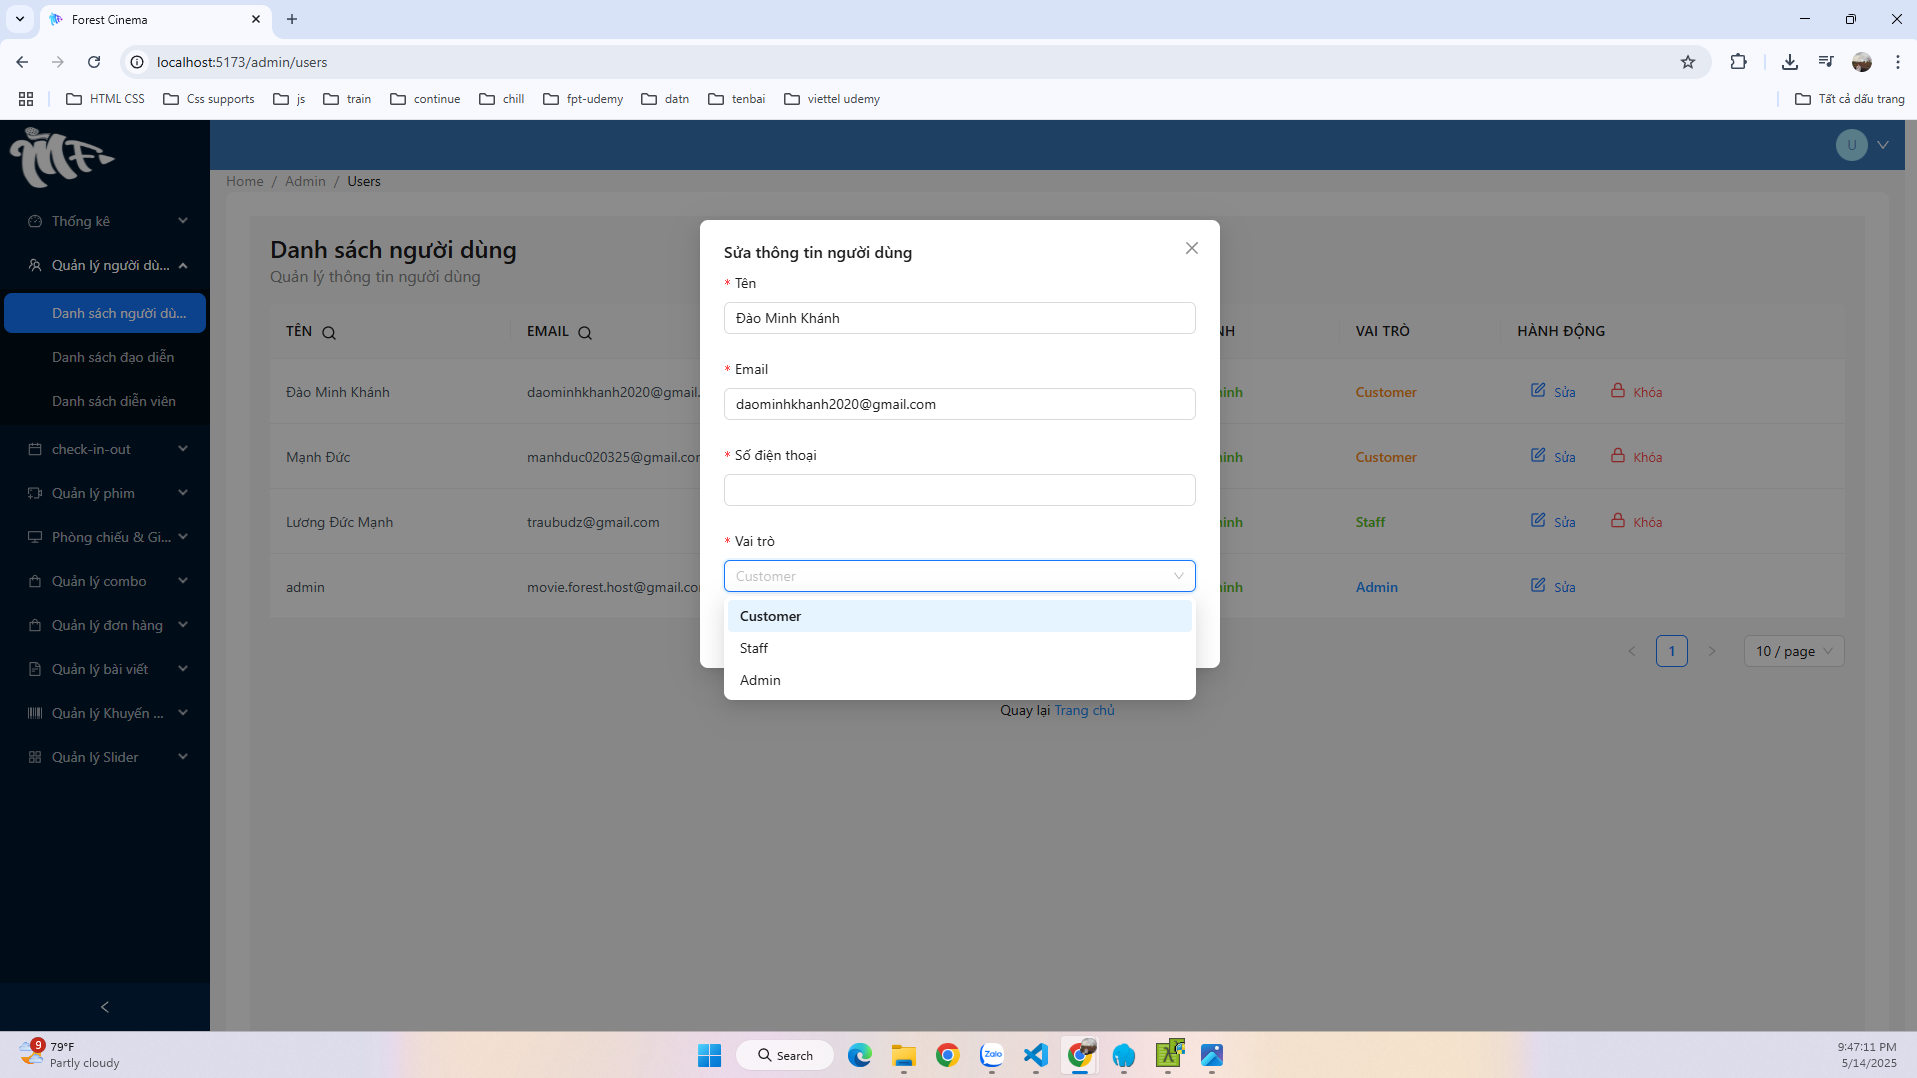 Forest Cinema
localhost:5173/admin/users
HTML CSS
Css supports
js
train
continue
chill
fpt-udemy
datn
tenbai
viettel udemy
Tất cả dấu trang
MF
U
Home / Admin / Users
Thống kê
Quản lý người dù...
Danh sách người dù...
Danh sách đạo diễn
Danh sách diễn viên
check-in-out
Quản lý phim
Phòng chiếu & Gi...
Quản lý combo
Quản lý đơn hàng
Quản lý bài viết
Quản lý Khuyến ...
Quản lý Slider
Danh sách người dùng
Quản lý thông tin người dùng
TÊN EMAIL NH VAI TRÒ HÀNH ĐỘNG
Đào Minh Khánh daominhkhanh2020@gmail. inh Customer Sửa Khóa
Mạnh Đức manhduc020325@gmail.cor inh Customer Sửa Khóa
Lương Đức Mạnh traubudz@gmail.com inh Staff Sửa Khóa
admin movie.forest.host@gmail.co inh Admin Sửa
1
10 / page
Quay lại Trang chủ
Sửa thông tin người dùng
* Tên
Đào Minh Khánh
* Email
daominhkhanh2020@gmail.com
* Số điện thoại
* Vai trò
Customer
Customer
Staff
Admin
9
79°F
Partly cloudy
Search
Zalo
9:47:11 PM
5/14/2025